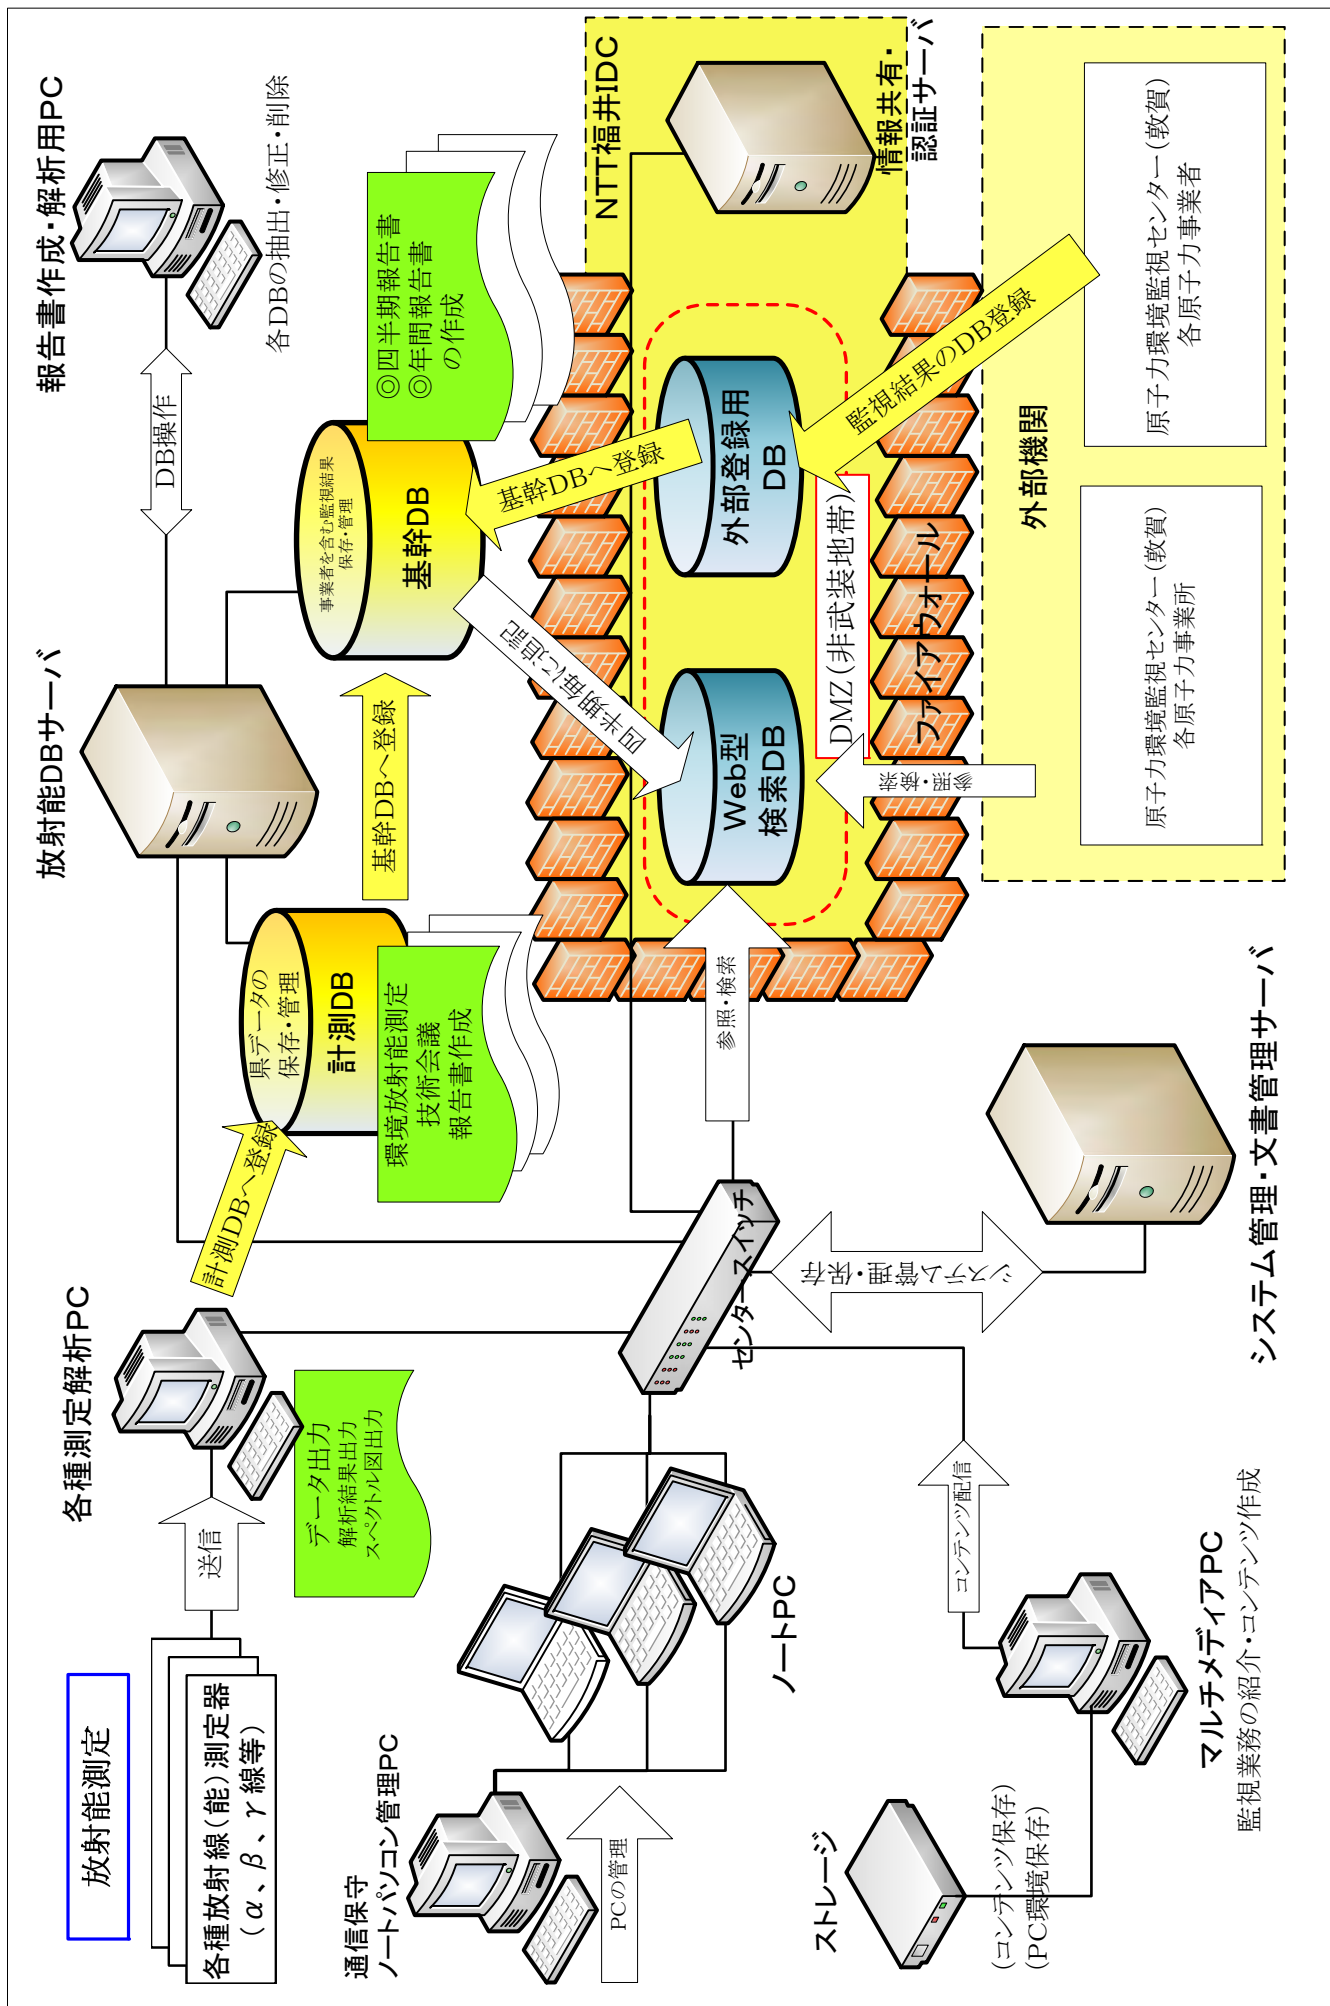 放射能測定
各種放射線(能)測定器
(α、β、γ線等)
送信
各種測定解析PC
データ出力
解析結果出力
スペクトル図出力
計測DBへ登録
県データの
保存・管理
計測DB
環境放射能測定
技術会議
報告書作成
放射能DBサーバ
基幹DBへ登録
事業者を含む監視結果
保存・管理
基幹DB
DB操作
報告書作成・解析用PC
各DBの抽出・修正・削除
◎四半期報告書
◎年間報告書
の作成
通信保守
ノートパソコン管理PC
PCの管理
ノートPC
センタースイッチ
参照・検索
四半期毎に追記
基幹DBへ登録
Web型
検索DB
外部登録用
DB
NTT福井IDC
情報共有・
認証サーバ
DMZ(非武装地帯)
ファイアウォール
監視結果のDB登録
参照・検索
外部機関
原子力環境監視センター(敦賀)
各原子力事業所
原子力環境監視センター(敦賀)
各原子力事業者
システム管理・保存
システム管理・文書管理サーバ
ストレージ
(コンテンツ保存)
(PC環境保存)
コンテンツ配信
マルチメディアPC
監視業務の紹介・コンテンツ作成